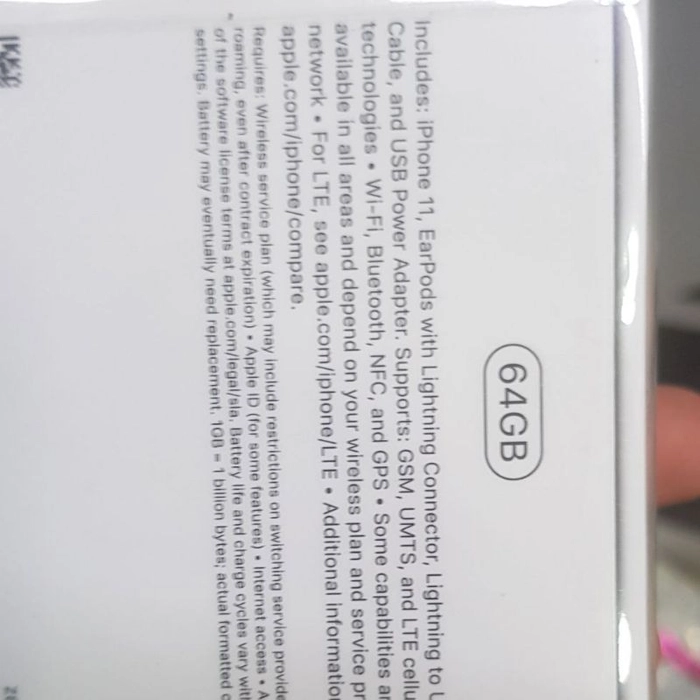 64GB
Includes: iPhone 11, EarPods with Lightning Connector, Lightning to U
Cable, and USB Power Adapter. Supports: GSM, UMTS, and LTE cellu
technologies • Wi-Fi, Bluetooth, NFC, and GPS • Some capabilities ar
available in all areas and depend on your wireless plan and service pr
network • For LTE, see apple.com/iphone/LTE • Additional information
apple.com/iphone/compare.
Requires: Wireless service plan (which may include restrictions on switching service provide
roaming, even after contract expiration) • Apple ID (for some features) • Internet access • A
of the software license terms at apple.com/legal/sla. Battery life and charge cycles vary with
settings. Battery may eventually need replacement. 1GB = 1 billion bytes; actual formatted c